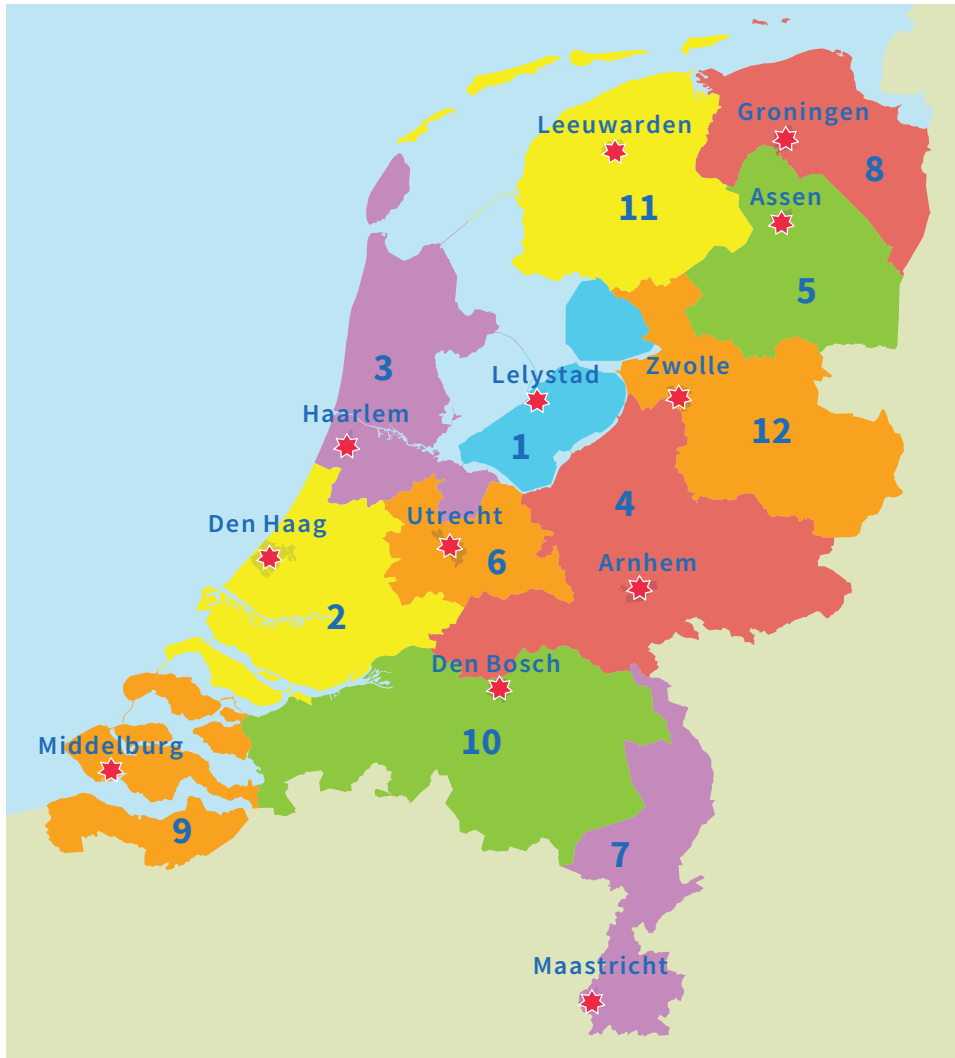 Groningen
Leeuwarden
8
Assen
11
5
3
Zwolle
Lelystad
Haarlem
12
1
4
Utrecht
Den Haag
6
Arnhem
2
Den Bosch
10
Middelburg
9
7
Maastricht